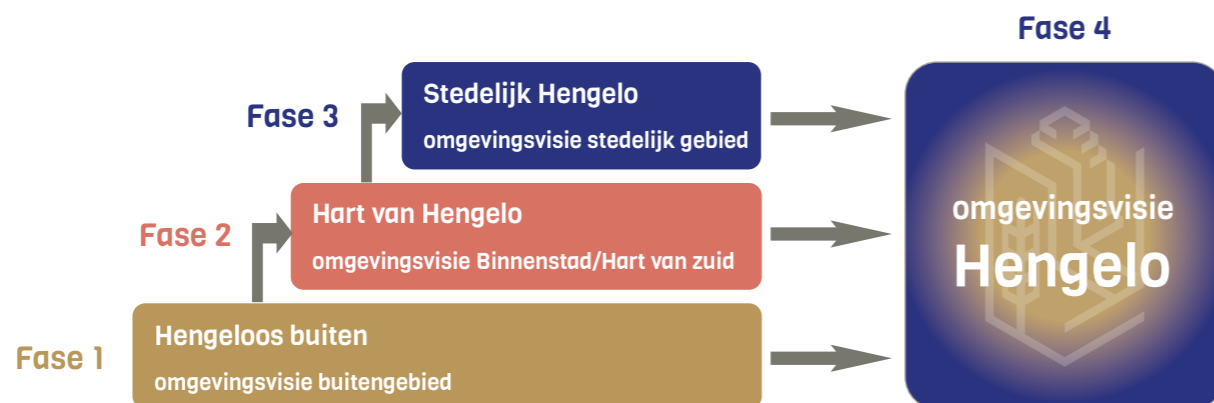 Fase 4
Stedelijk Hengelo
Fase 3
omgevingsvisie stedelijk gebied
Hart van Hengelo
Fase 2
omgevingsvisie Binnenstad/Hart van zuid
omgevingsvisie
Hengelo
Hengeloos buiten
Fase 1
omgevingsvisie buitengebied